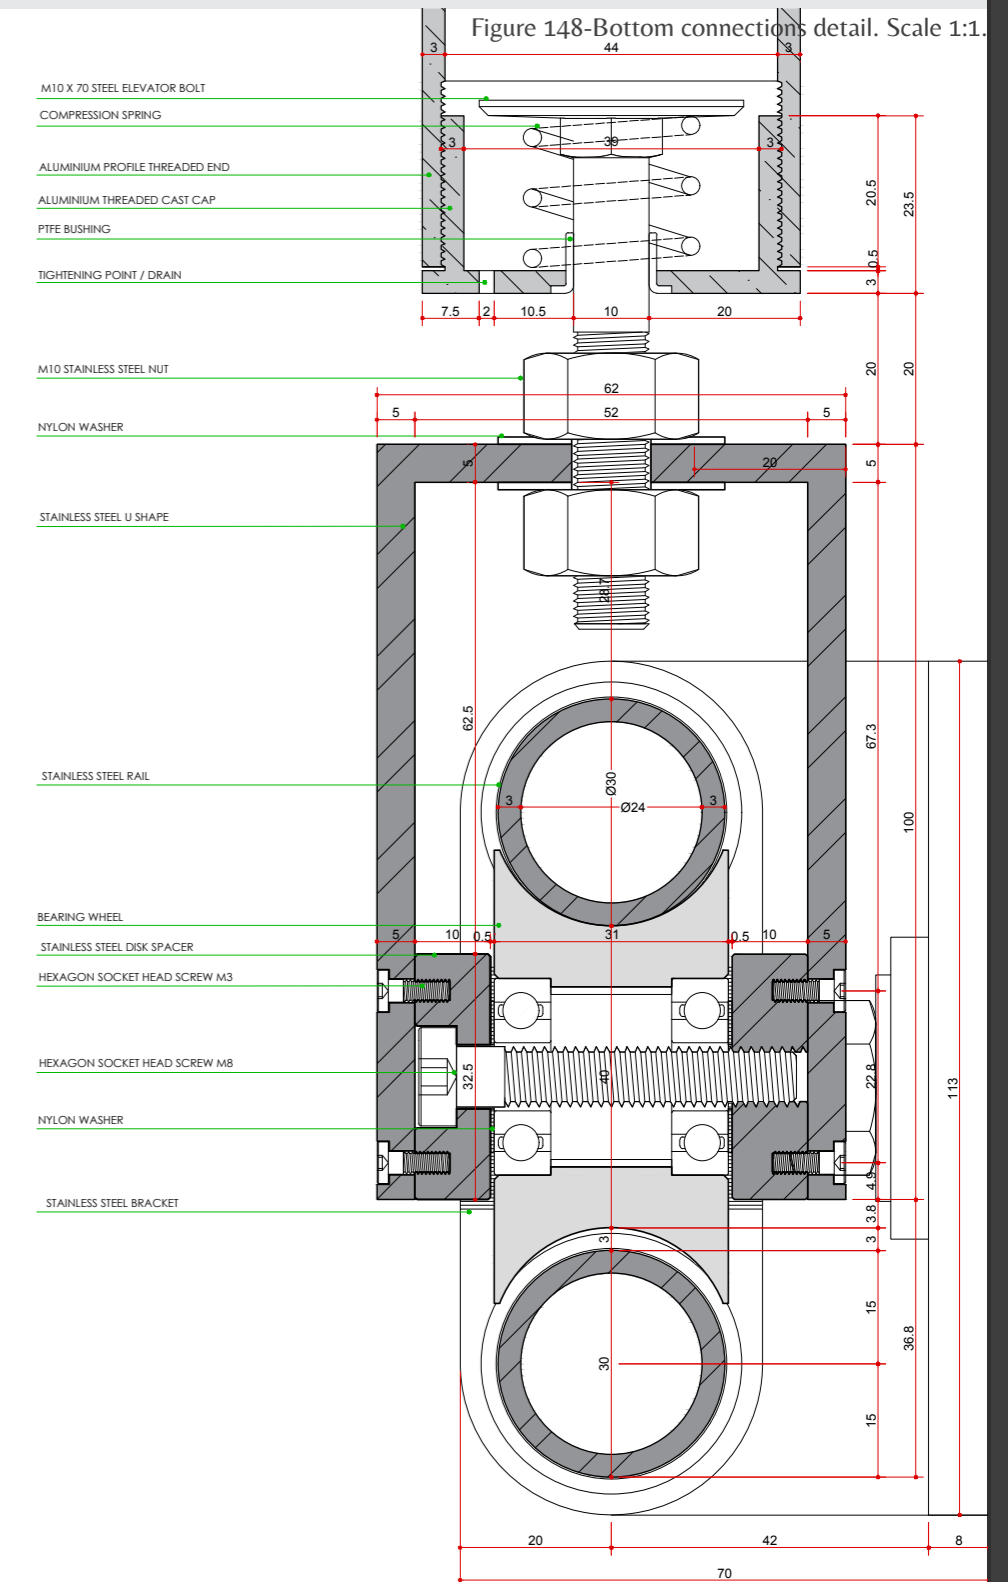 Figure 148-Bottom connections detail. Scale 1:1.
3 44 3
M10 X 70 STEEL ELEVATOR BOLT
COMPRESSION SPRING
3 39 3
ALUMINIUM PROFILE THREADED END
20.5 23.5
ALUMINIUM THREADED CAST CAP
PTFE BUSHING
0.5
TIGHTENING POINT / DRAIN
3
7.5 2 10.5 10 20
M10 STAINLESS STEEL NUT
20 20
62
5 52 5
NYLON WASHER
5 20 5
STAINLESS STEEL U SHAPE
28.7
62.5
67.3
STAINLESS STEEL RAIL
Ø30
3 Ø24 3
100
BEARING WHEEL
5 10 0.5 31 0.5 10 5
STAINLESS STEEL DISK SPACER
HEXAGON SOCKET HEAD SCREW M3
HEXAGON SOCKET HEAD SCREW M8
32.5 40 22.8 113
NYLON WASHER
4.9
STAINLESS STEEL BRACKET
3.8
3 3
15
36.8
30
15
20 42 8
70